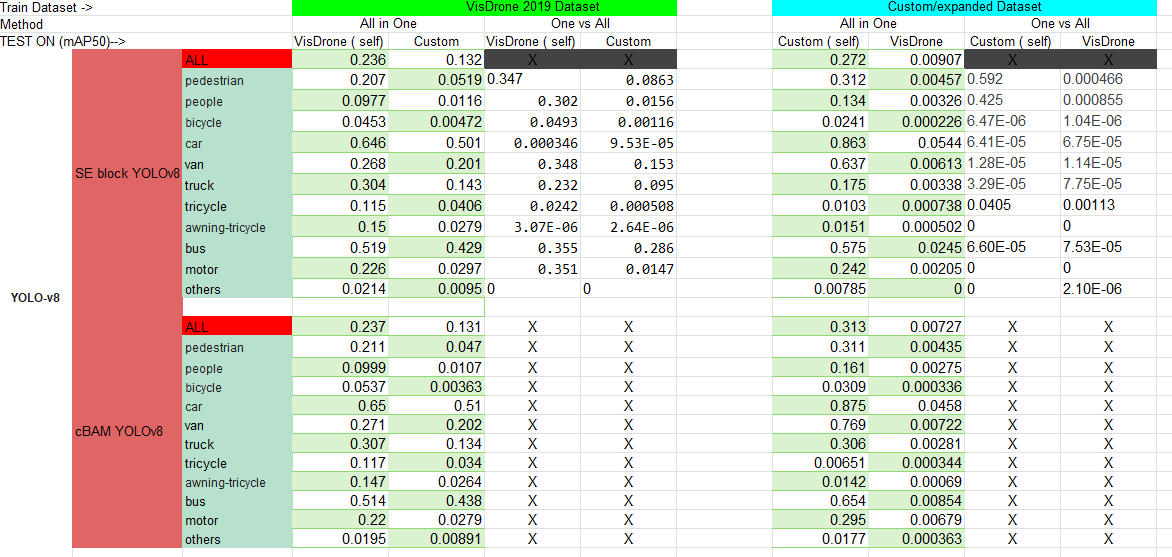 Train Dataset -> VisDrone 2019 Dataset Custom/expanded Dataset
Method All in One One vs All All in One One vs All
TEST ON (mAP50)--> VisDrone ( self) Custom VisDrone ( self) Custom Custom ( self) VisDrone Custom ( self) VisDrone
ALL 0.236 0.132 X X 0.272 0.00907 X X
pedestrian 0.207 0.0519 0.347 0.0863 0.312 0.00457 0.592 0.000466
people 0.0977 0.0116 0.302 0.0156 0.134 0.00326 0.425 0.000855
bicycle 0.0453 0.00472 0.0493 0.00116 0.0241 0.000226 6.47E-06 1.04E-06
car 0.646 0.501 0.000346 9.53E-05 0.863 0.0544 6.41E-05 6.75E-05
van 0.268 0.201 0.348 0.153 0.637 0.00613 1.28E-05 1.14E-05
SE block YOLOv8
truck 0.304 0.143 0.232 0.095 0.175 0.00338 3.29E-05 7.75E-05
tricycle 0.115 0.0406 0.0242 0.000508 0.0103 0.000738 0.0405 0.00113
awning-tricycle 0.15 0.0279 3.07E-06 2.64E-06 0.0151 0.000502 0 0
bus 0.519 0.429 0.355 0.286 0.575 0.0245 6.60E-05 7.53E-05
motor 0.226 0.0297 0.351 0.0147 0.242 0.00205 0 0
others 0.0214 0.0095 0 0 0.00785 0 0 2.10E-06
YOLO-v8
ALL 0.237 0.131 X X 0.313 0.00727 X X
pedestrian 0.211 0.047 X X 0.311 0.00435 X X
people 0.0999 0.0107 X X 0.161 0.00275 X X
bicycle 0.0537 0.00363 X X 0.0309 0.000336 X X
car 0.65 0.51 X X 0.875 0.0458 X X
van 0.271 0.202 X X 0.769 0.00722 X X
cBAM YOLOv8
truck 0.307 0.134 X X 0.306 0.00281 X X
tricycle 0.117 0.034 X X 0.00651 0.000344 X X
awning-tricycle 0.147 0.0264 X X 0.0142 0.00069 X X
bus 0.514 0.438 X X 0.654 0.00854 X X
motor 0.22 0.0279 X X 0.295 0.00679 X X
others 0.0195 0.00891 X X 0.0177 0.000363 X X